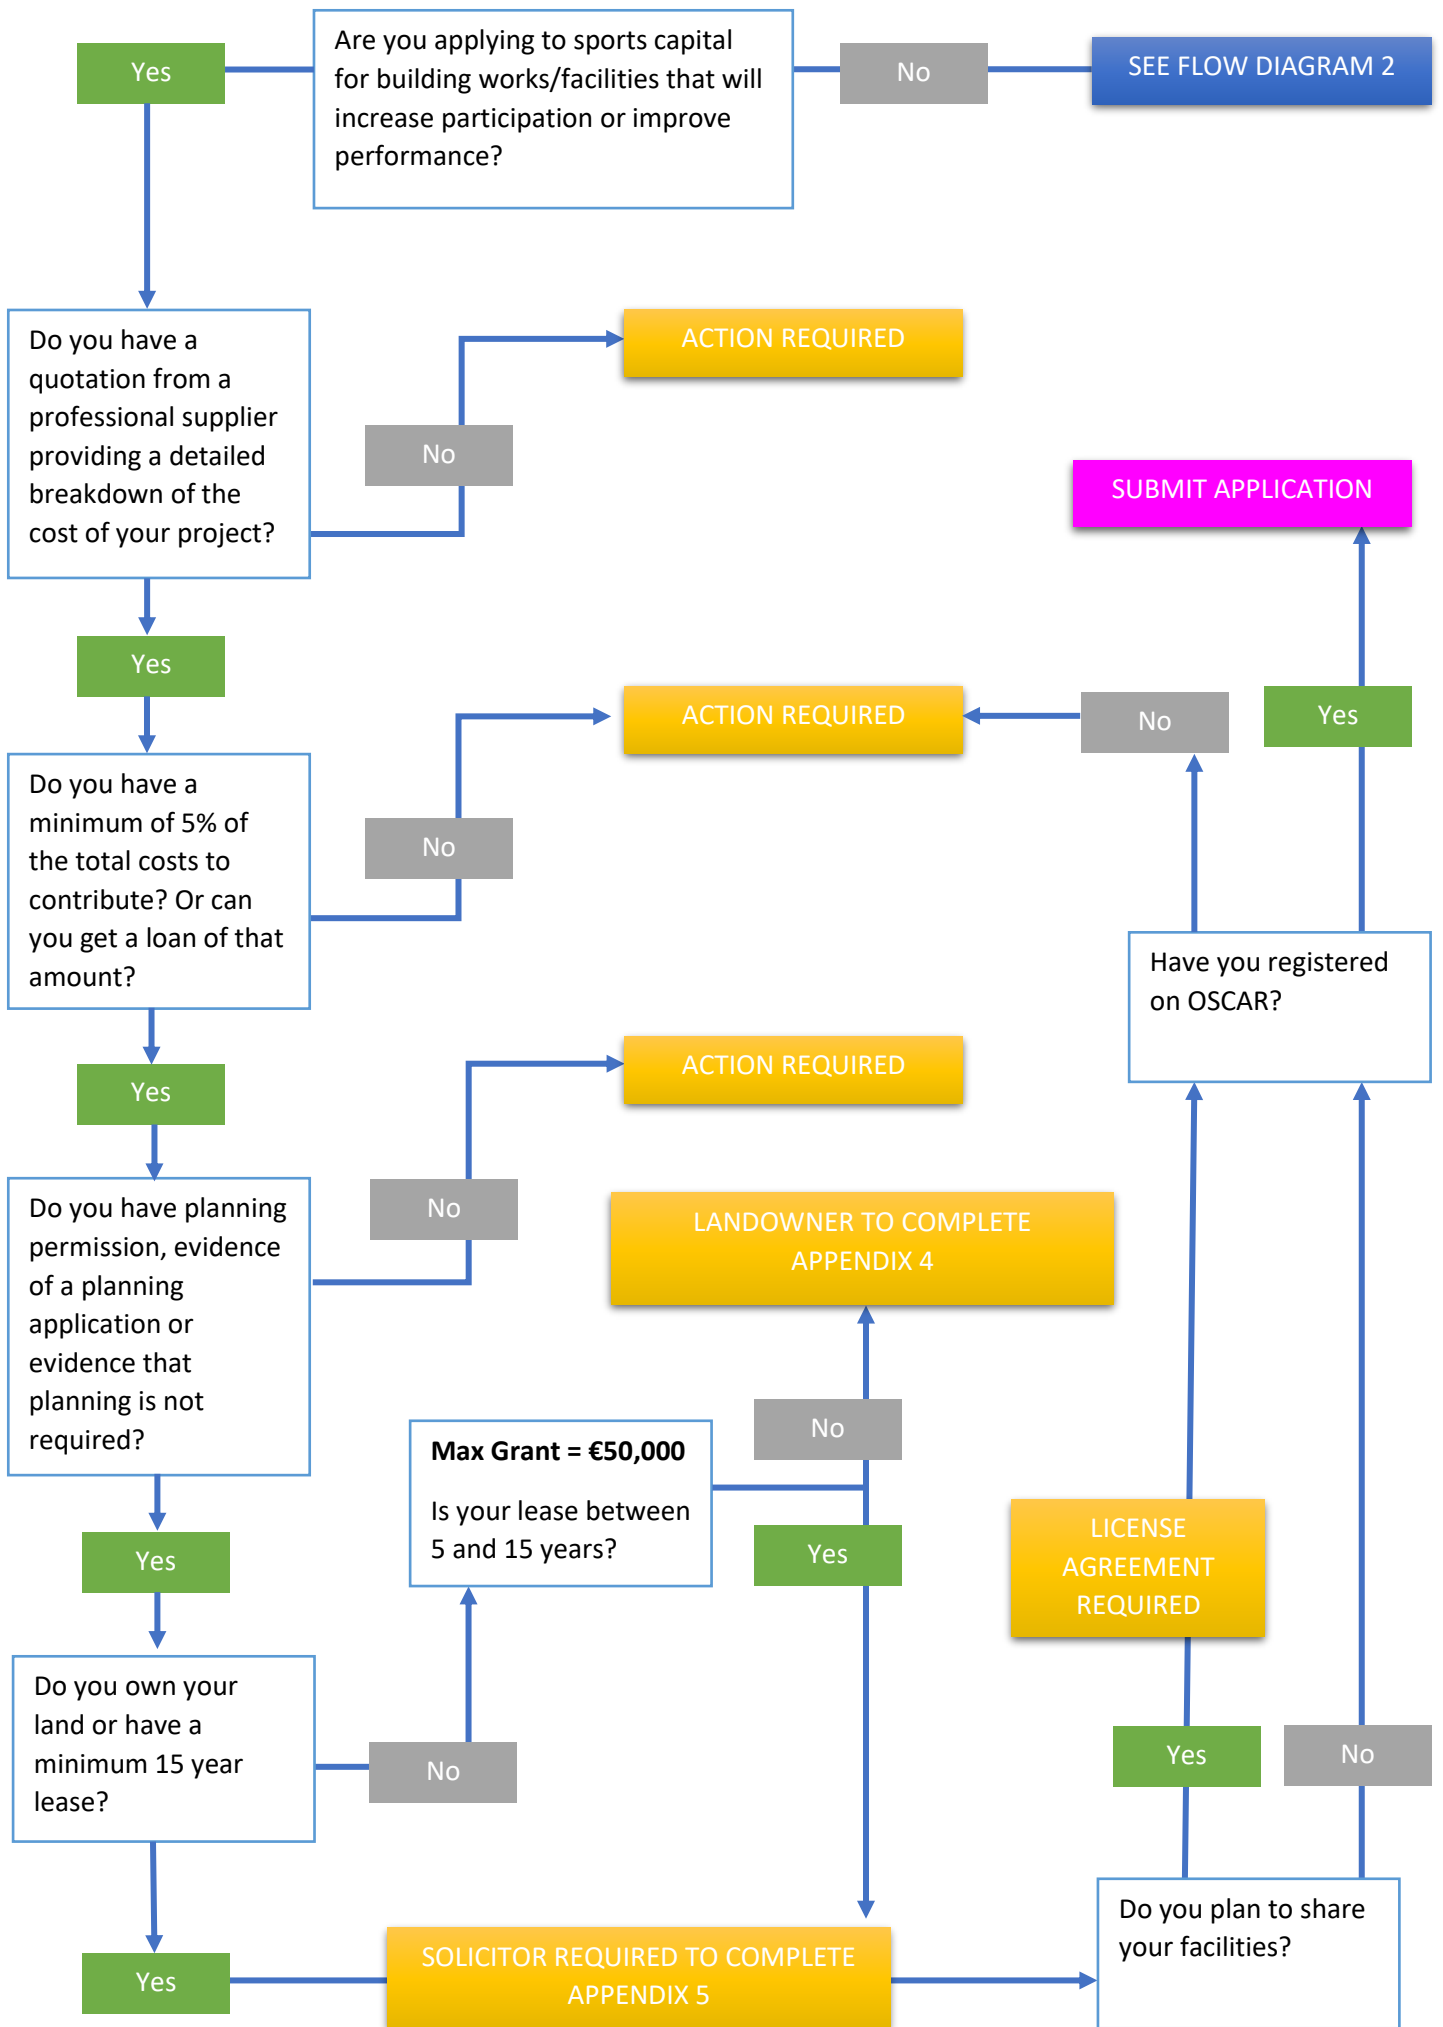 Yes
Are you applying to sports capital
for building works/facilities that will
increase participation or improve
performance?
No
SEE FLOW DIAGRAM 2
Do you have a
quotation from a
professional supplier
providing a detailed
breakdown of the
cost of your project?
No
ACTION REQUIRED
SUBMIT APPLICATION
Yes
Do you have a
minimum of 5% of
the total costs to
contribute? Or can
you get a loan of that
amount?
No
ACTION REQUIRED
No
Yes
Have you registered
on OSCAR?
Yes
Do you have planning
permission, evidence
of a planning
application or
evidence that
planning is not
required?
No
ACTION REQUIRED
LANDOWNER TO COMPLETE
APPENDIX 4
No
Max Grant = €50,000
Is your lease between
5 and 15 years?
Yes
LICENSE
AGREEMENT
REQUIRED
Yes
Do you own your
land or have a
minimum 15 year
lease?
No
Yes
No
Yes
SOLICITOR REQUIRED TO COMPLETE
APPENDIX 5
Do you plan to share
your facilities?